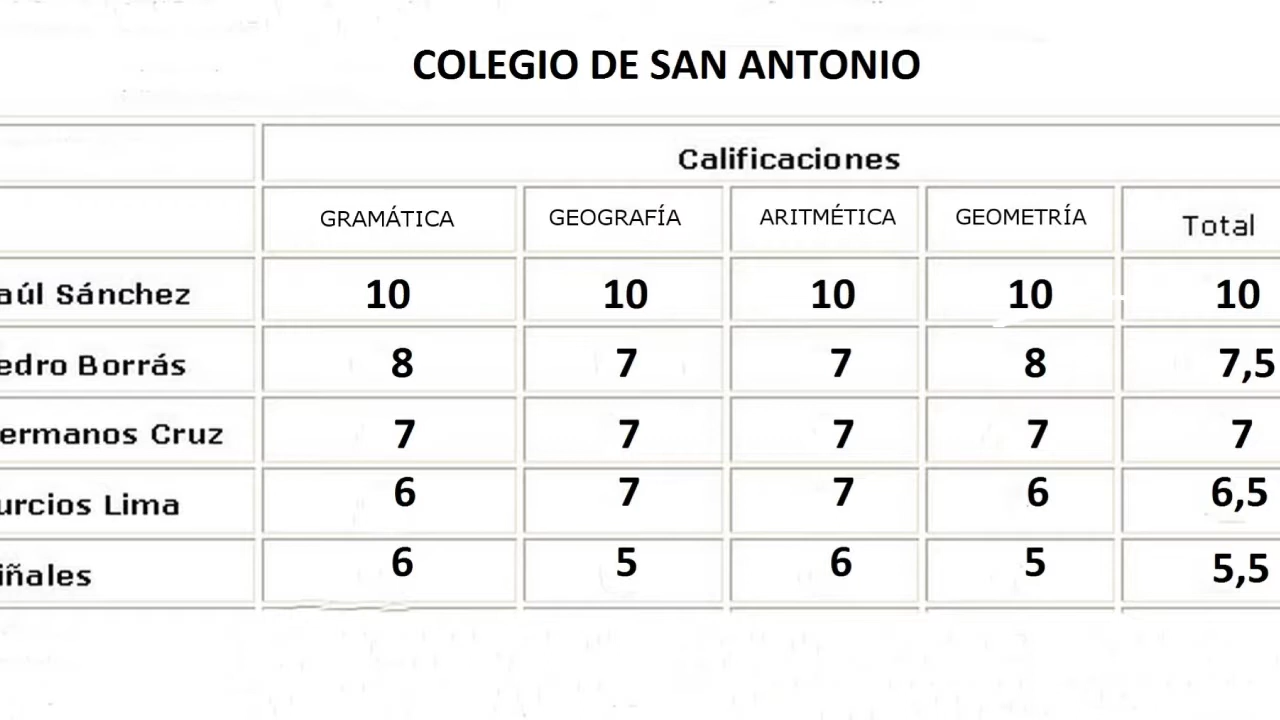 COLEGIO DE SAN ANTONIO
Calificaciones
GRAMÁTICA GEOGRAFÍA ARITMÉTICA GEOMETRÍA Total
aúl Sánchez 10 10 10 10 10
edro Borrás 8 7 7 8 7,5
ermanos Cruz 7 7 7 7 7
urcios Lima 6 7 7 6 6,5
iñales 6 5 6 5 5,5